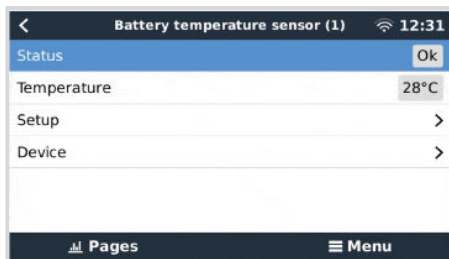 Battery temperature sensor (1) 12:31
Status Ok
Temperature 28°C
Setup
Device
Pages Menu